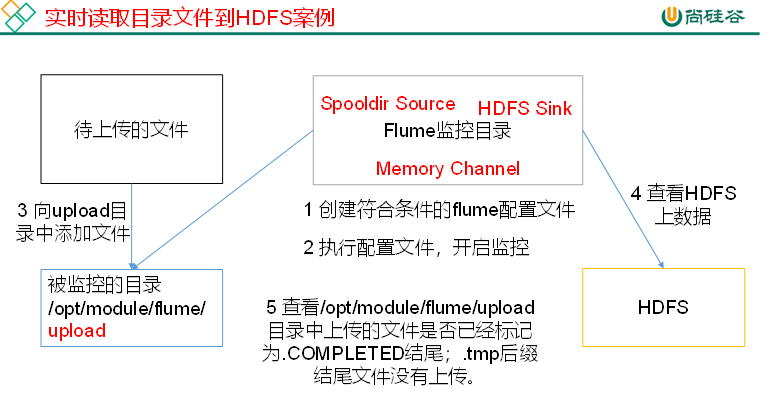 实时读取目录文件到HDFS案例
尚硅谷
待上传的文件
Spooldir Source
HDFS Sink
Flume监控目录
Memory Channel
3 向upload目
录中添加文件
1 创建符合条件的flume配置文件
2 执行配置文件，开启监控
4 查看HDFS
上数据
被监控的目录
/opt/module/flume/
upload
5 查看/opt/module/flume/upload
目录中上传的文件是否已经标记
为.COMPLETED结尾；.tmp后缀
结尾文件没有上传。
HDFS